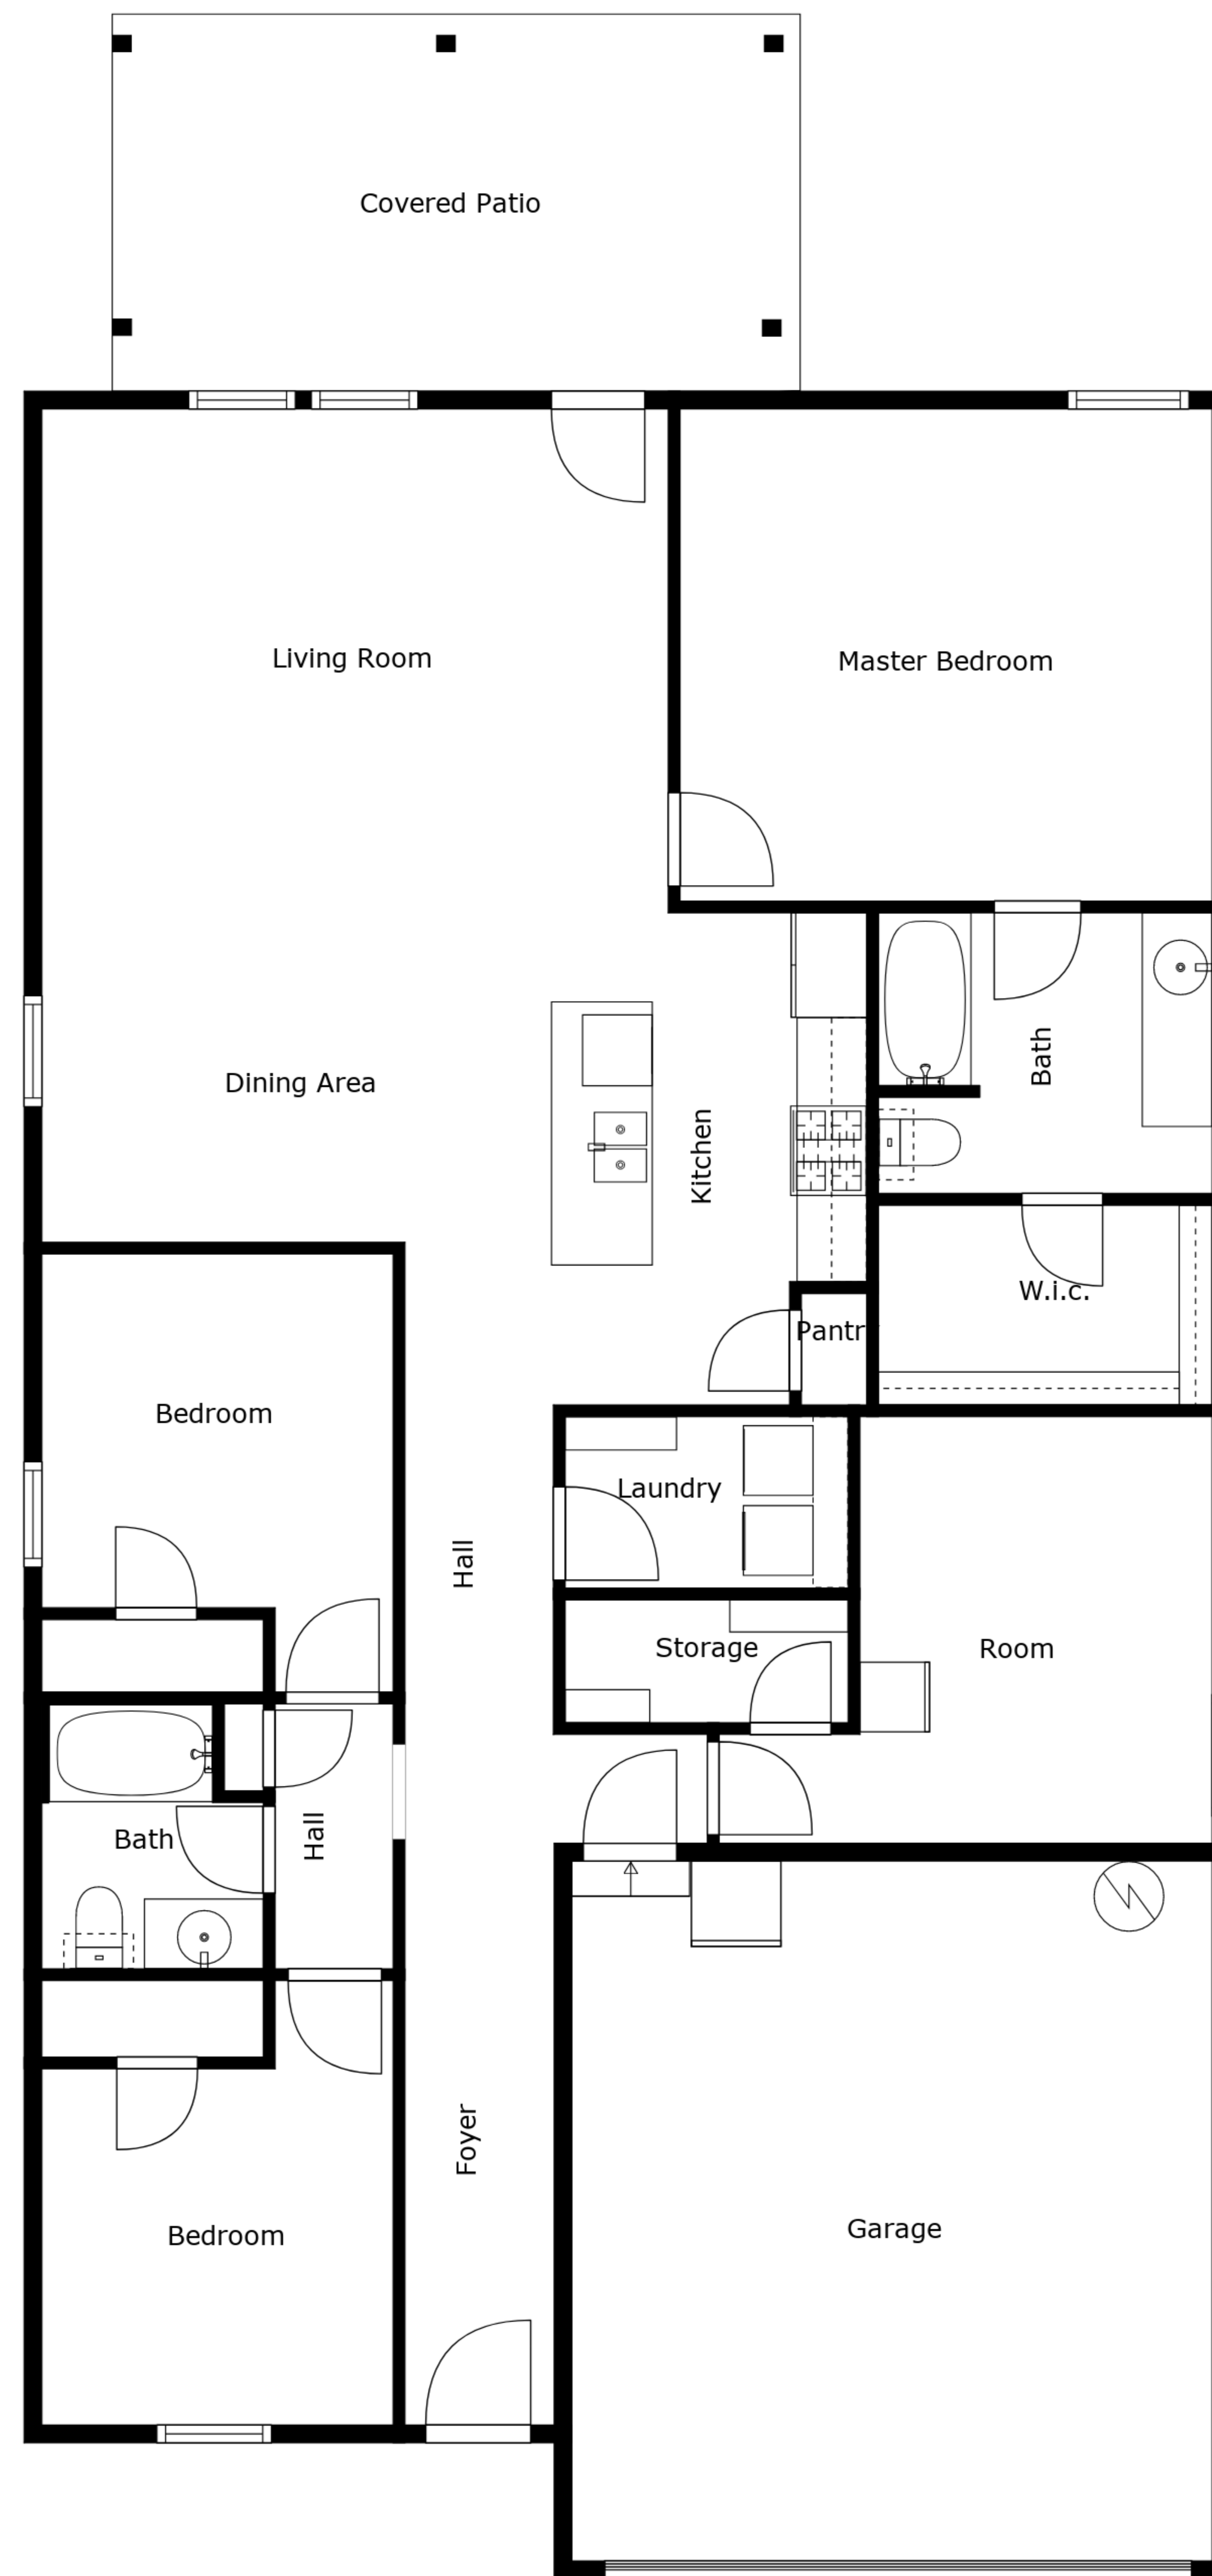 Covered Patio
Living Room
Master Bedroom
Dining Area
Kitchen
Bath
W.i.c.
Pantr
Bedroom
Laundry
Hall
Storage
Room
Bath
Hall
Foyer
Bedroom
Garage